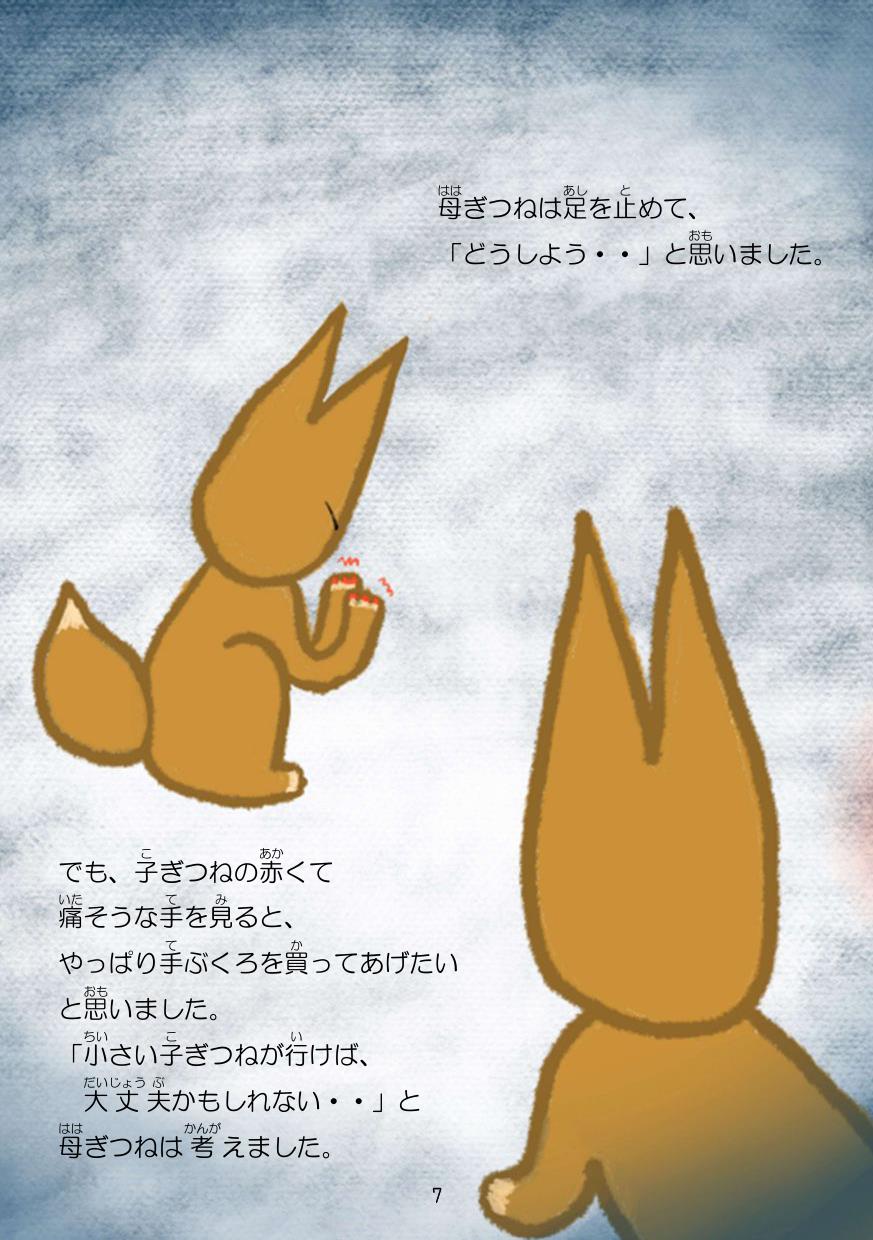 母ぎつねは足を止めて、
「どうしよう・・」と思いました。
でも、子ぎつねの赤くて
痛そうな手を見ると、
やっぱり手ぶくろを買ってあげたい
と思いました。
「小さい子ぎつねが行けば、
大丈夫かもしれない・・」と
母ぎつねは考えました。
7